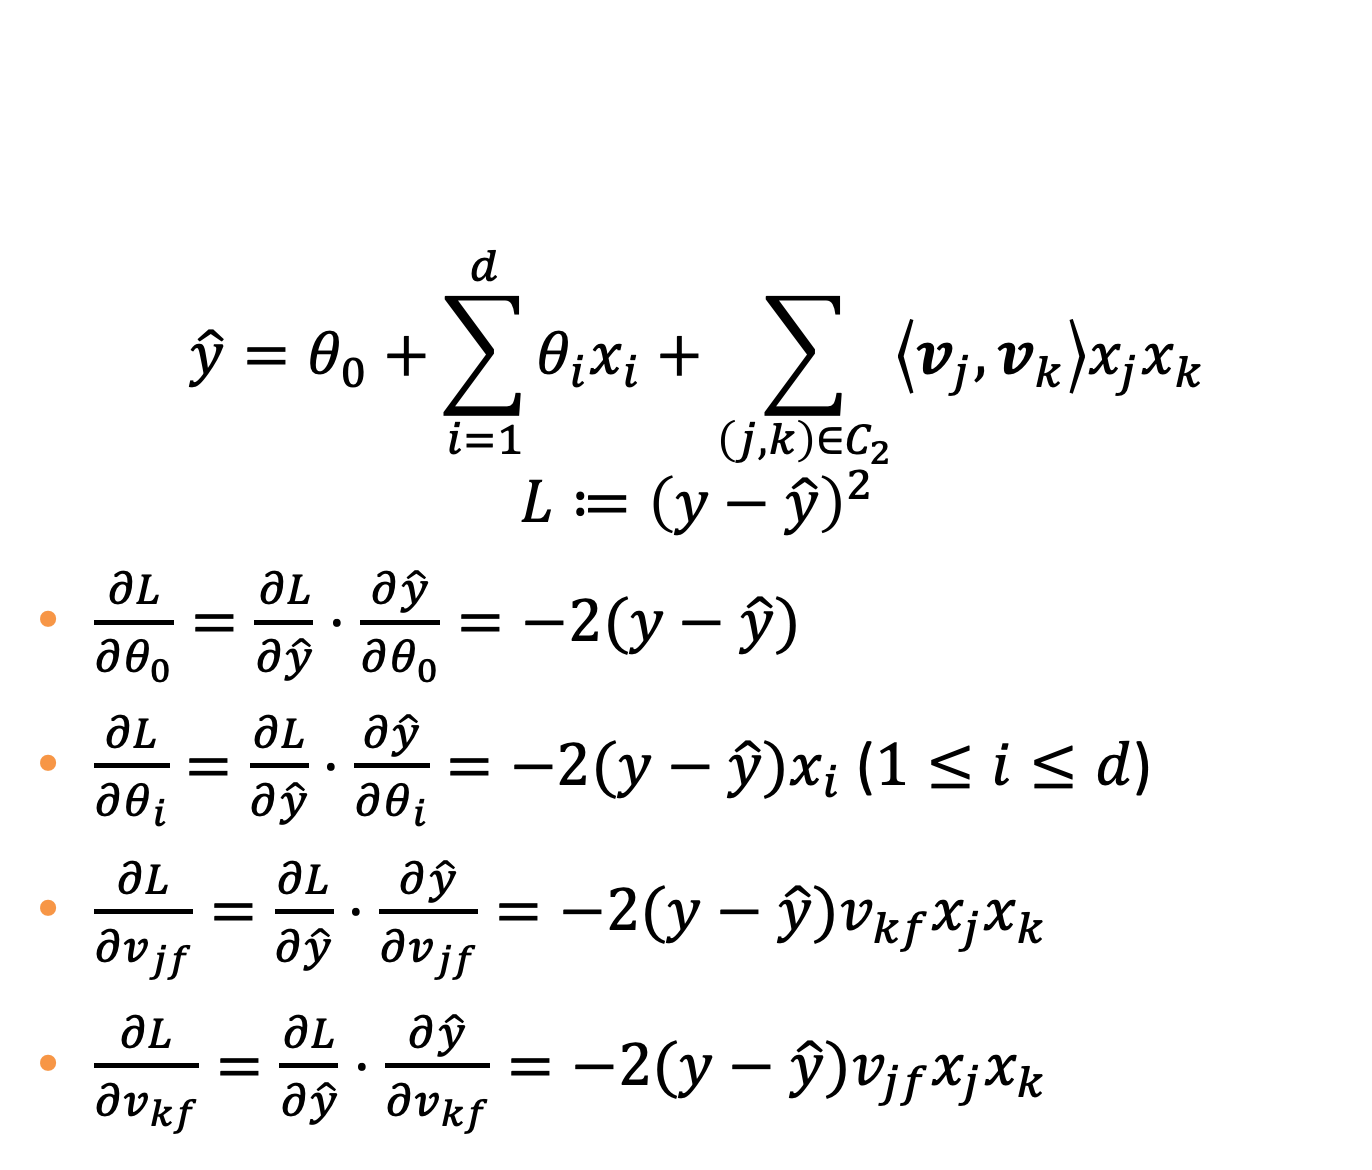 ŷ = θ₀ + ∑_{i=1}^{d} θᵢxᵢ + ∑_{(j,k)∈C₂} ⟨𝒗ⱼ, 𝒗ₖ⟩xⱼxₖ
L ≔ (y − ŷ)²
• ∂L/∂θ₀ = ∂L/∂ŷ · ∂ŷ/∂θ₀ = −2(y − ŷ)
• ∂L/∂θᵢ = ∂L/∂ŷ · ∂ŷ/∂θᵢ = −2(y − ŷ)xᵢ (1 ≤ i ≤ d)
• ∂L/∂v_{jf} = ∂L/∂ŷ · ∂ŷ/∂v_{jf} = −2(y − ŷ)v_{kf}xⱼxₖ
• ∂L/∂v_{kf} = ∂L/∂ŷ · ∂ŷ/∂v_{kf} = −2(y − ŷ)v_{jf}xⱼxₖ